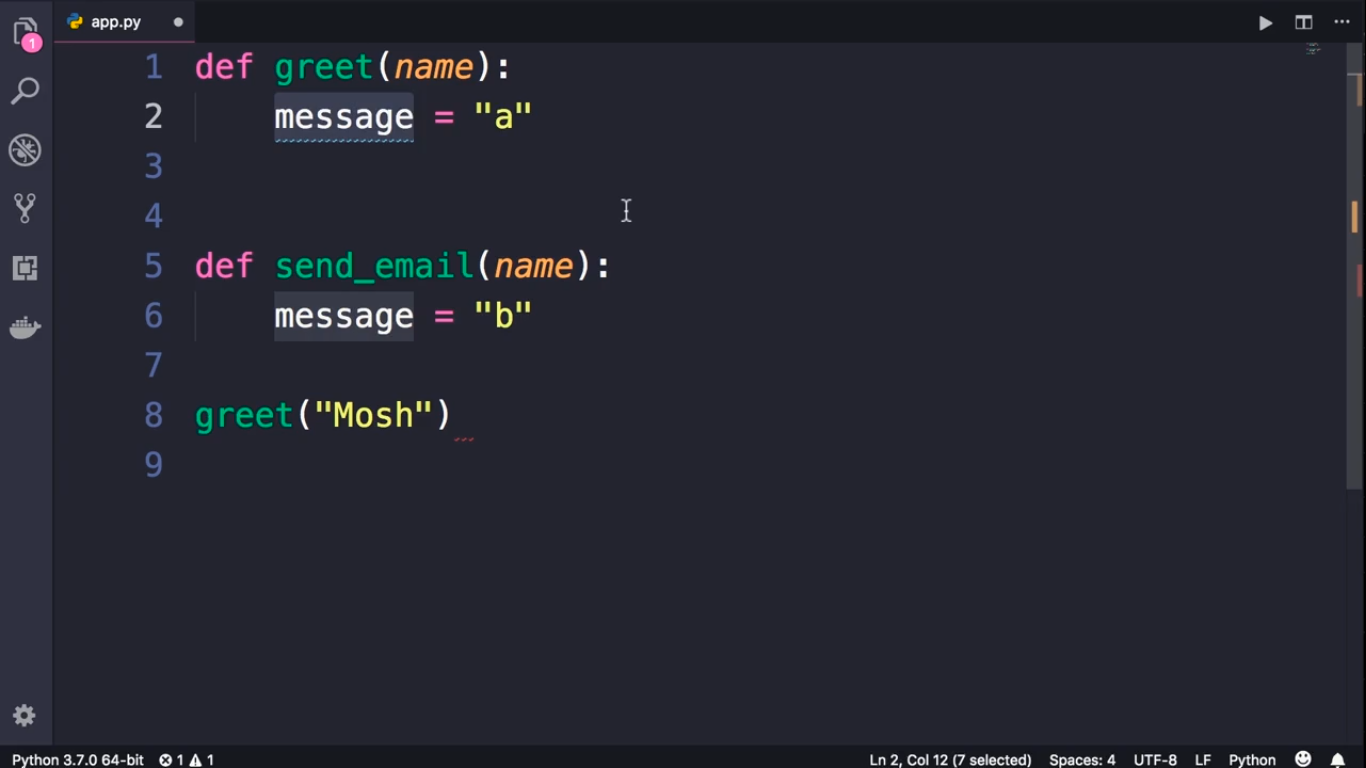 app.py
1
1 def greet(name):
2     message = "a"
3
4
5 def send_email(name):
6     message = "b"
7
8 greet("Mosh")
9
Python 3.7.0 64-bit 1 1 Ln 2, Col 12 (7 selected) Spaces: 4 UTF-8 LF Python